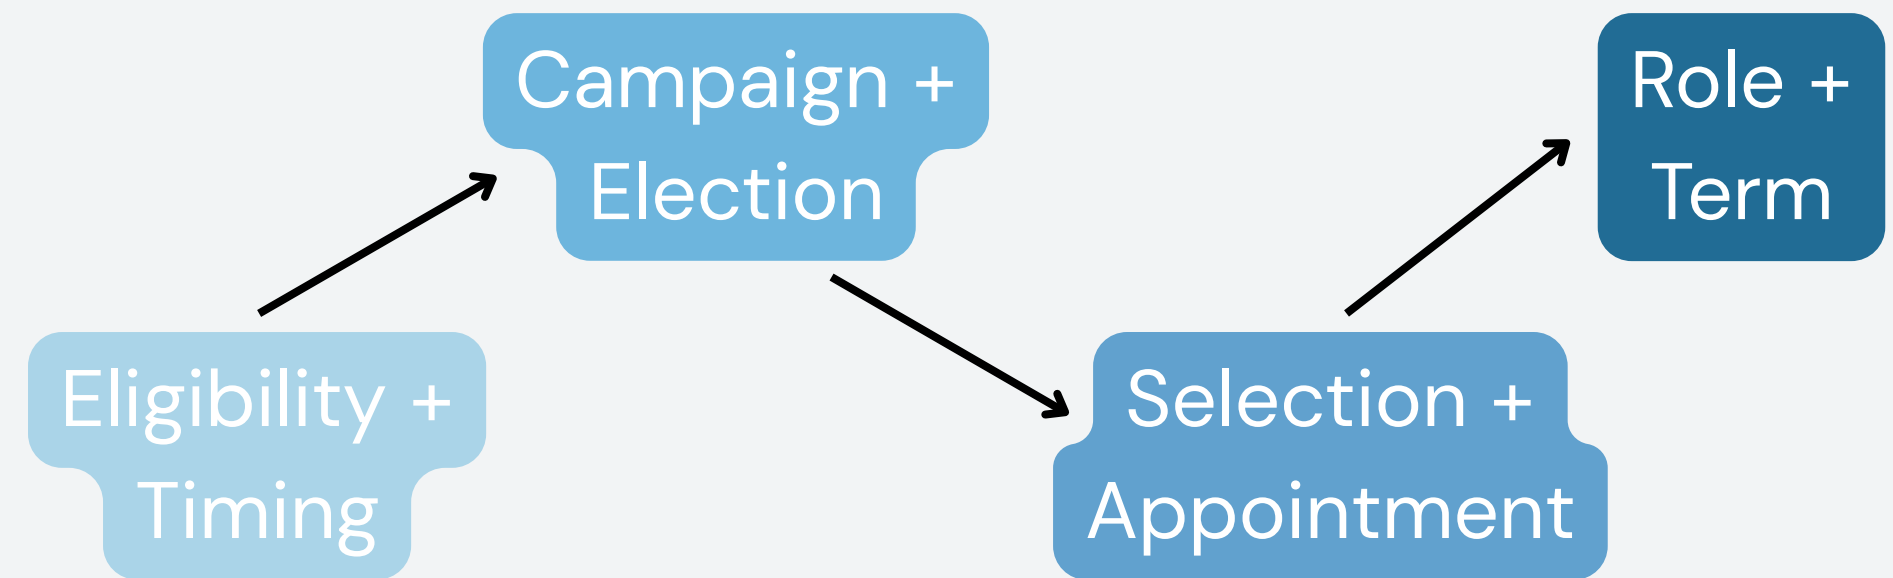 Eligibility +
Timing
Campaign +
Election
Selection +
Appointment
Role +
Term